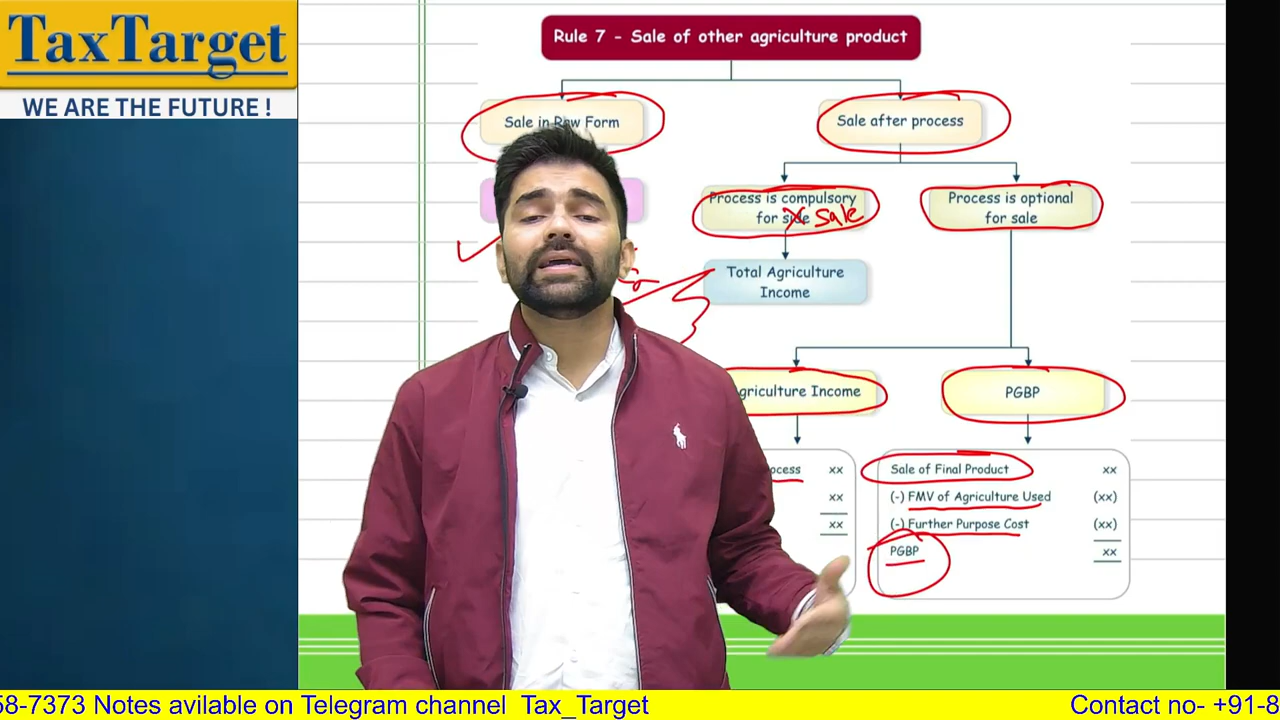 TaxTarget
WE ARE THE FUTURE !
Rule 7 - Sale of other agriculture product
Sale in Raw Form
Sale after process
Process is compulsory
for side sale
Process is optional
for sale
Total Agriculture
Income
griculture Income
PGBP
ocess xx
xx
xx
Sale of Final Product xx
(-) FMV of Agriculture Used (xx)
(-) Further Purpose Cost (xx)
PGBP xx
58-7373 Notes avilable on Telegram channel Tax_Target
Contact no- +91-8